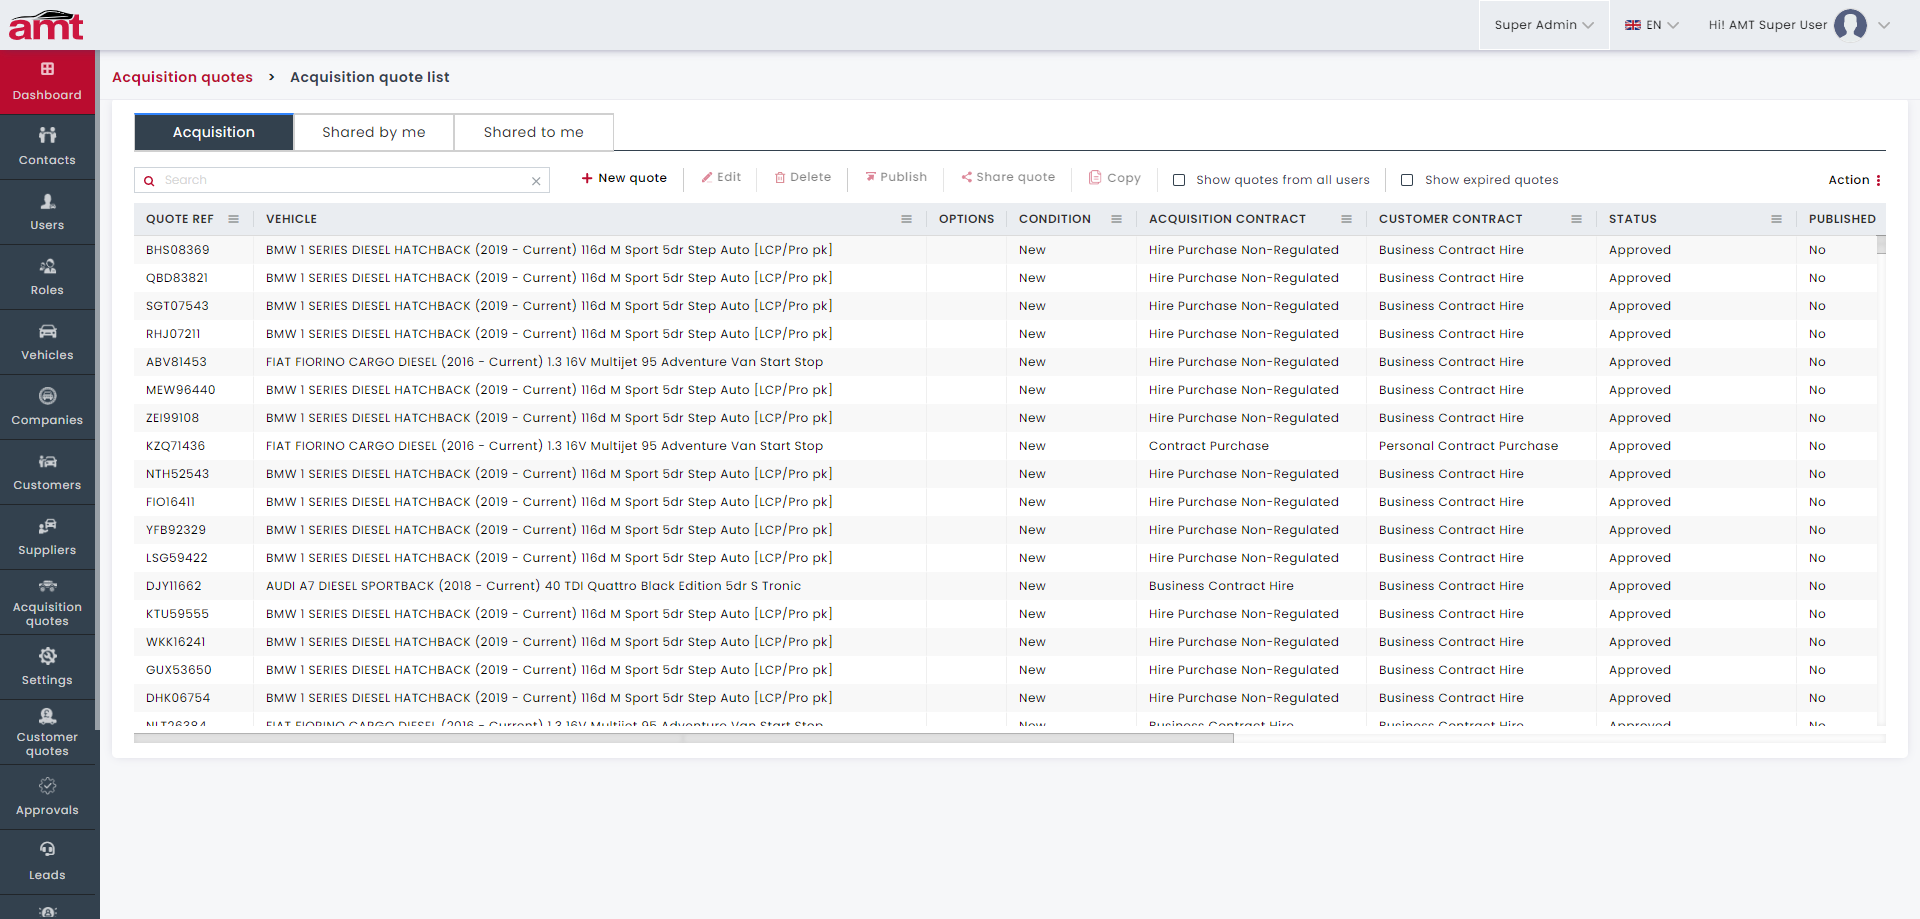 amt
Super Admin
EN
Hi! AMT Super User
Dashboard
Contacts
Users
Roles
Vehicles
Companies
Customers
Suppliers
Acquisition
quotes
Settings
Customer
quotes
Approvals
Leads
Acquisition quotes > Acquisition quote list
Acquisition Shared by me Shared to me
Search New quote Edit Delete Publish Share quote Copy Show quotes from all users Show expired quotes Action
QUOTE REF VEHICLE OPTIONS CONDITION ACQUISITION CONTRACT CUSTOMER CONTRACT STATUS PUBLISHED
BHS08369 BMW 1 SERIES DIESEL HATCHBACK (2019 - Current) 116d M Sport 5dr Step Auto [LCP/Pro pk] New Hire Purchase Non-Regulated Business Contract Hire Approved No
QBD83821 BMW 1 SERIES DIESEL HATCHBACK (2019 - Current) 116d M Sport 5dr Step Auto [LCP/Pro pk] New Hire Purchase Non-Regulated Business Contract Hire Approved No
SGT07543 BMW 1 SERIES DIESEL HATCHBACK (2019 - Current) 116d M Sport 5dr Step Auto [LCP/Pro pk] New Hire Purchase Non-Regulated Business Contract Hire Approved No
RHJ07211 BMW 1 SERIES DIESEL HATCHBACK (2019 - Current) 116d M Sport 5dr Step Auto [LCP/Pro pk] New Hire Purchase Non-Regulated Business Contract Hire Approved No
ABV81453 FIAT FIORINO CARGO DIESEL (2016 - Current) 1.3 16V Multijet 95 Adventure Van Start Stop New Hire Purchase Non-Regulated Business Contract Hire Approved No
MEW96440 BMW 1 SERIES DIESEL HATCHBACK (2019 - Current) 116d M Sport 5dr Step Auto [LCP/Pro pk] New Hire Purchase Non-Regulated Business Contract Hire Approved No
ZEI99108 BMW 1 SERIES DIESEL HATCHBACK (2019 - Current) 116d M Sport 5dr Step Auto [LCP/Pro pk] New Hire Purchase Non-Regulated Business Contract Hire Approved No
KZQ71436 FIAT FIORINO CARGO DIESEL (2016 - Current) 1.3 16V Multijet 95 Adventure Van Start Stop New Contract Purchase Personal Contract Purchase Approved No
NTH52543 BMW 1 SERIES DIESEL HATCHBACK (2019 - Current) 116d M Sport 5dr Step Auto [LCP/Pro pk] New Hire Purchase Non-Regulated Business Contract Hire Approved No
FIO16411 BMW 1 SERIES DIESEL HATCHBACK (2019 - Current) 116d M Sport 5dr Step Auto [LCP/Pro pk] New Hire Purchase Non-Regulated Business Contract Hire Approved No
YFB92329 BMW 1 SERIES DIESEL HATCHBACK (2019 - Current) 116d M Sport 5dr Step Auto [LCP/Pro pk] New Hire Purchase Non-Regulated Business Contract Hire Approved No
LSG59422 BMW 1 SERIES DIESEL HATCHBACK (2019 - Current) 116d M Sport 5dr Step Auto [LCP/Pro pk] New Hire Purchase Non-Regulated Business Contract Hire Approved No
DJY11662 AUDI A7 DIESEL SPORTBACK (2018 - Current) 40 TDI Quattro Black Edition 5dr S Tronic New Business Contract Hire Business Contract Hire Approved No
KTU59555 BMW 1 SERIES DIESEL HATCHBACK (2019 - Current) 116d M Sport 5dr Step Auto [LCP/Pro pk] New Hire Purchase Non-Regulated Business Contract Hire Approved No
WKK16241 BMW 1 SERIES DIESEL HATCHBACK (2019 - Current) 116d M Sport 5dr Step Auto [LCP/Pro pk] New Hire Purchase Non-Regulated Business Contract Hire Approved No
GUX53650 BMW 1 SERIES DIESEL HATCHBACK (2019 - Current) 116d M Sport 5dr Step Auto [LCP/Pro pk] New Hire Purchase Non-Regulated Business Contract Hire Approved No
DHK06754 BMW 1 SERIES DIESEL HATCHBACK (2019 - Current) 116d M Sport 5dr Step Auto [LCP/Pro pk] New Hire Purchase Non-Regulated Business Contract Hire Approved No
NLT26384 FIAT FIORINO CARGO DIESEL (2016 - Current) 1.3 16V Multijet 95 Adventure Van Start Stop New Business Contract Hire Business Contract Hire Approved No